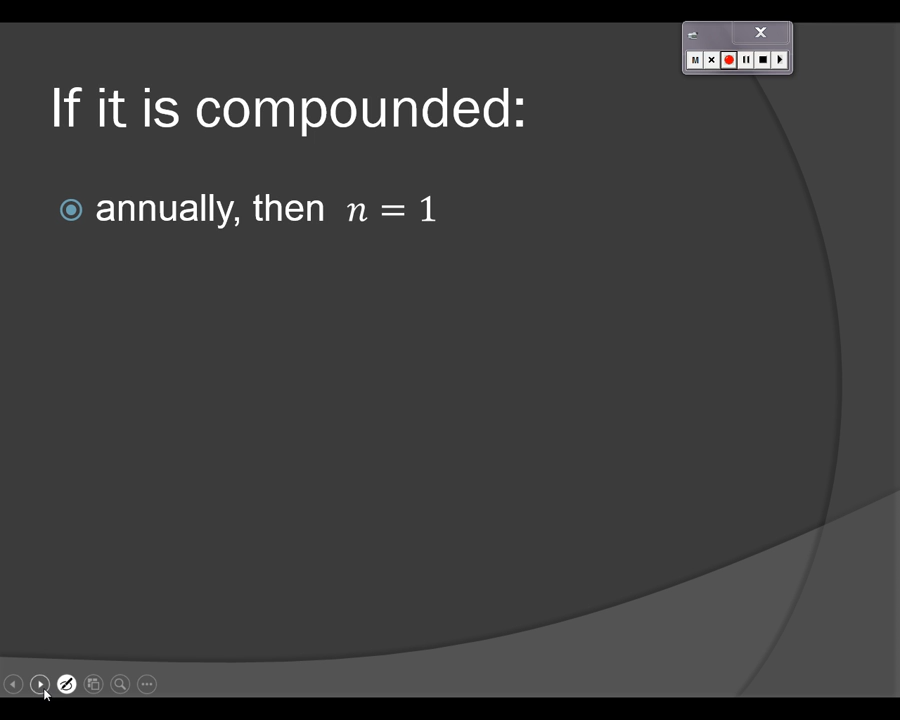 If it is compounded:
annually, then n = 1
M